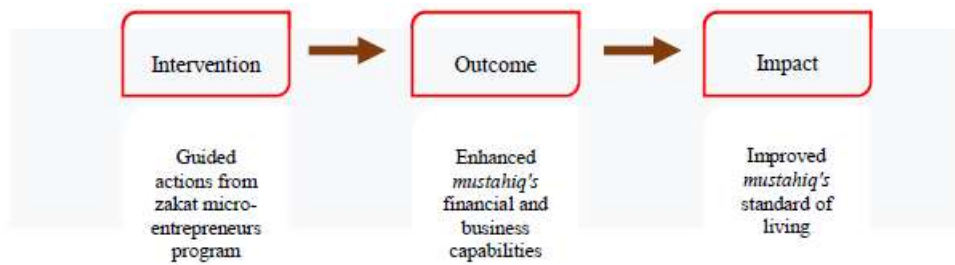 Intervention
Outcome
Impact
Guided
actions from
zakat micro-
entrepreneurs
program
Enhanced
mustahiq's
financial and
business
capabilities
Improved
mustahiq's
standard of
living